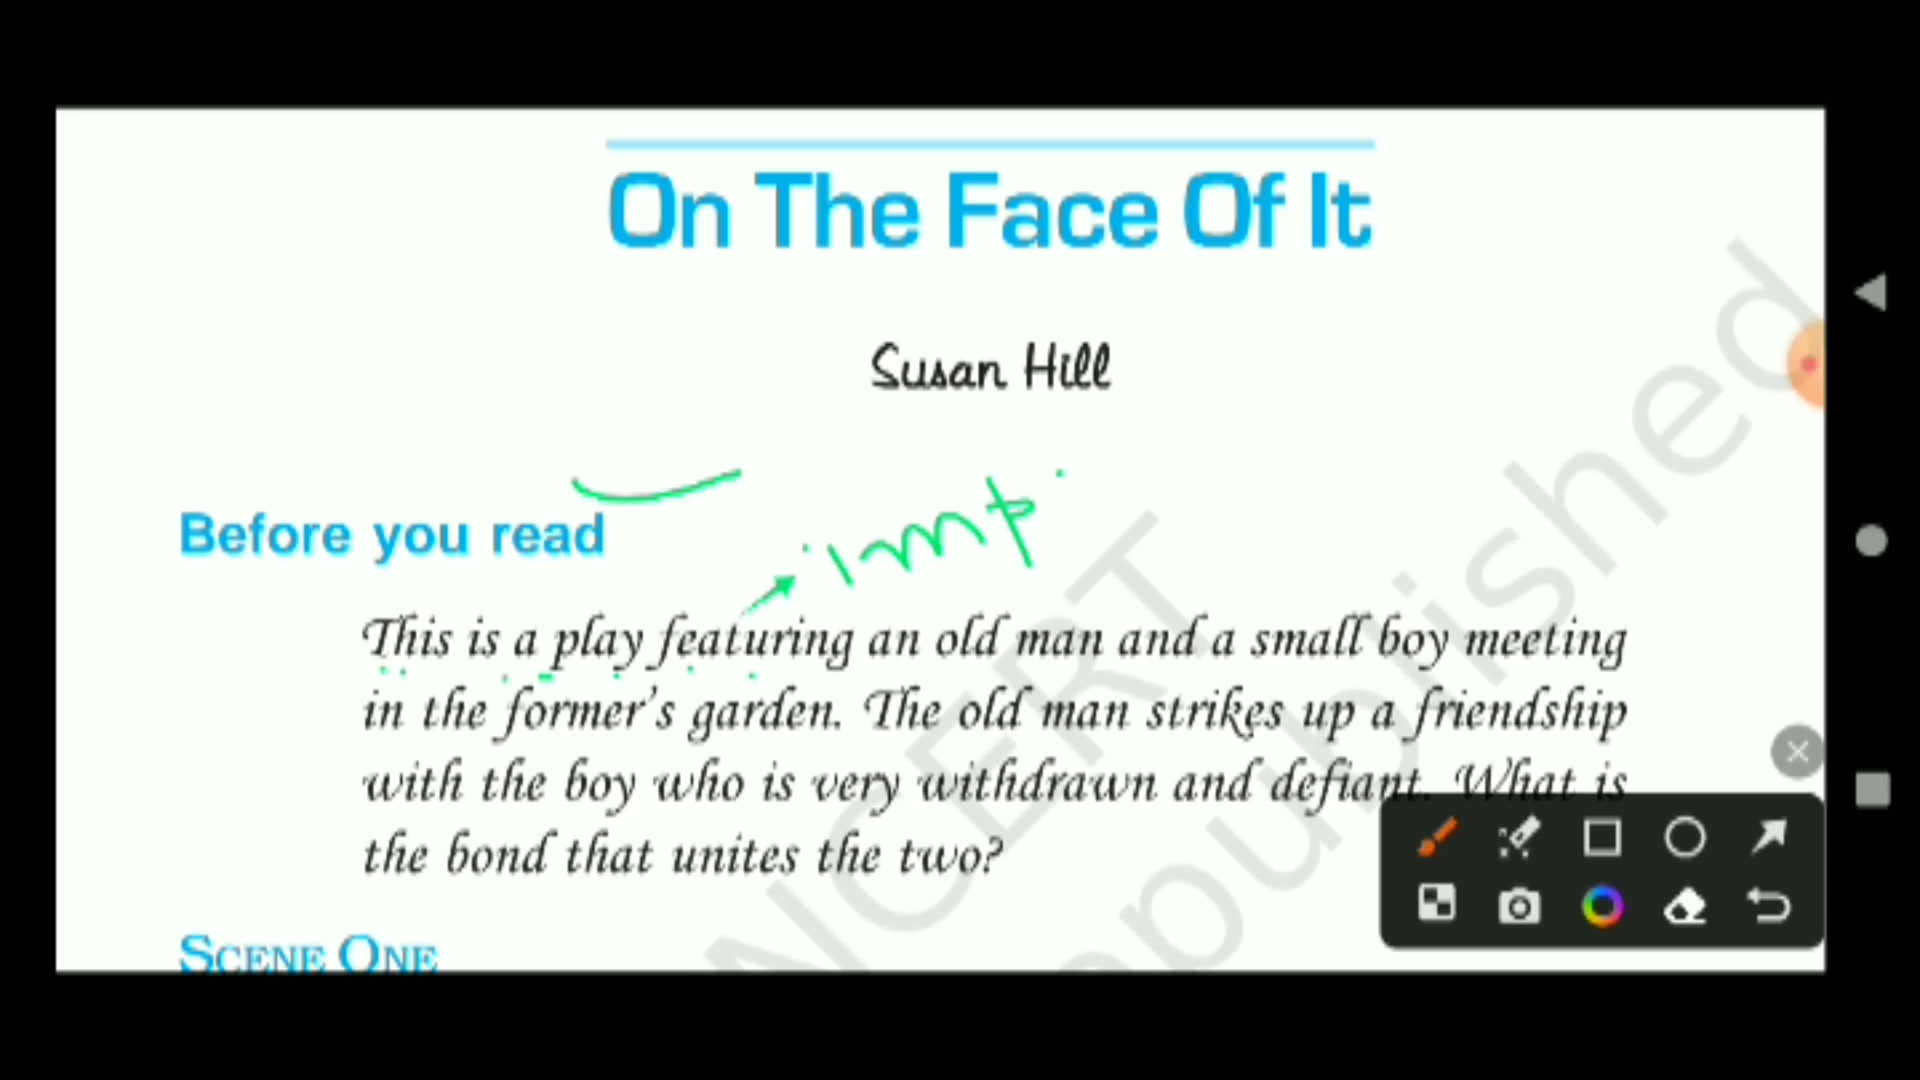 On The Face Of It
Susan Hill
Before you read
imp
This is a play featuring an old man and a small boy meeting
in the former's garden. The old man strikes up a friendship
with the boy who is very withdrawn and defiant. What is
the bond that unites the two?
SCENE ONE
NCERT
published